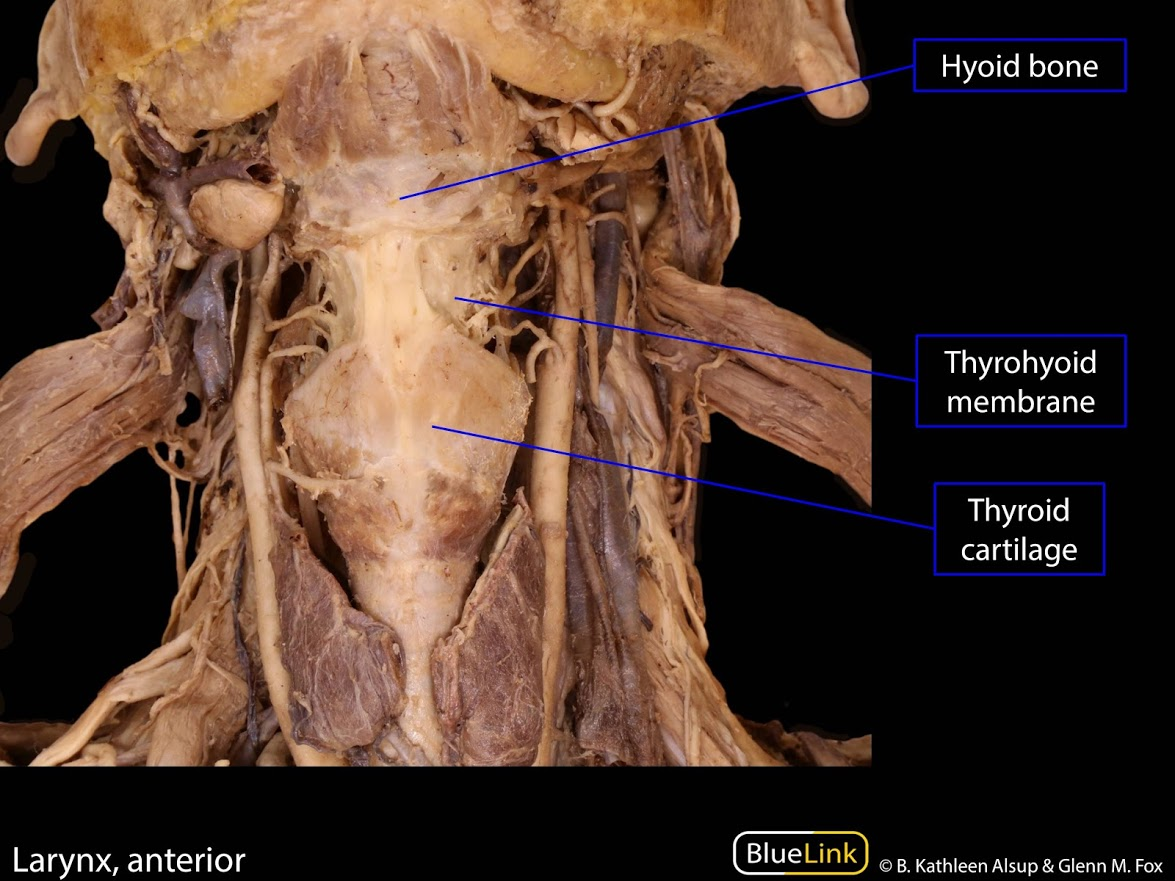 Hyoid bone
Thyrohyoid
membrane
Thyroid
cartilage
Larynx, anterior
BlueLink
© B. Kathleen Alsup & Glenn M. Fox